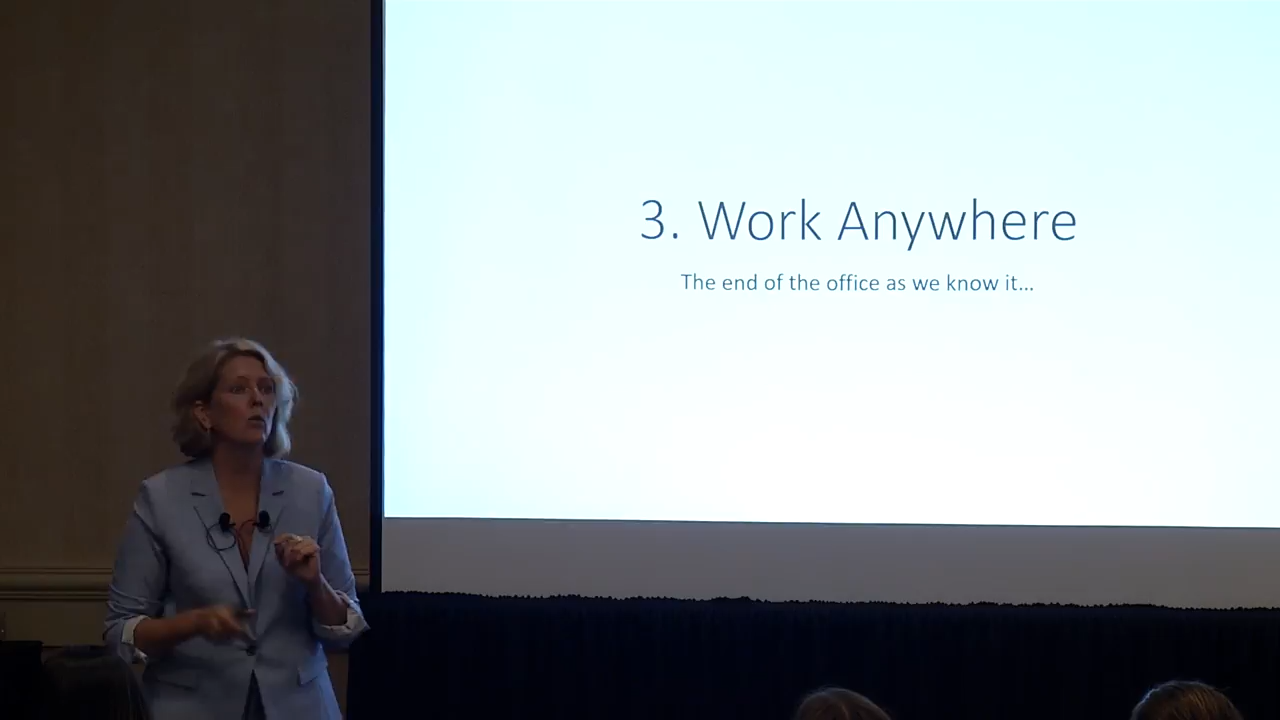 3. Work Anywhere
The end of the office as we know it...